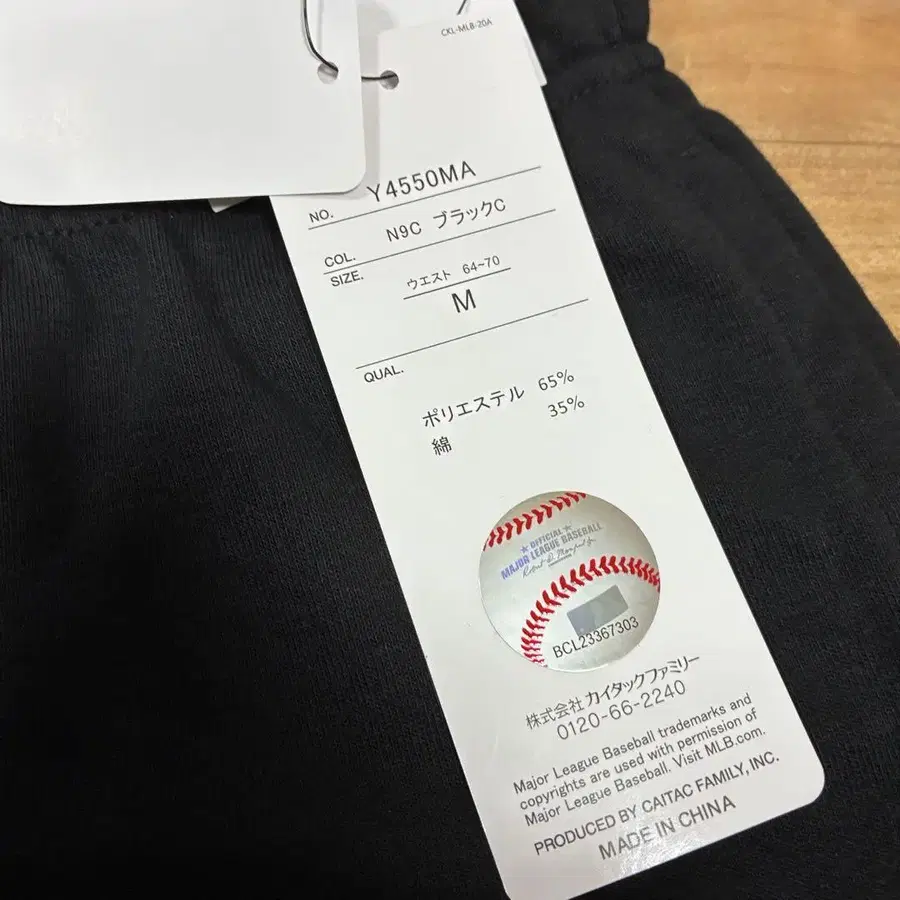 CKL-MLB-20A
NO. Y4550MA
COL. N9C ブラックC
SIZE. ウエスト 64~70
M
QUAL.
ポリエステル 65%
綿 35%
★ OFFICIAL ★
MAJOR LEAGUE BASEBALL
BCL23367303
株式会社 カイタックファミリー
0120-66-2240
Major League Baseball trademarks and
copyrights are used with permission of
Major League Baseball. Visit MLB.com.
PRODUCED BY CAITAC FAMILY, INC.
MADE IN CHINA